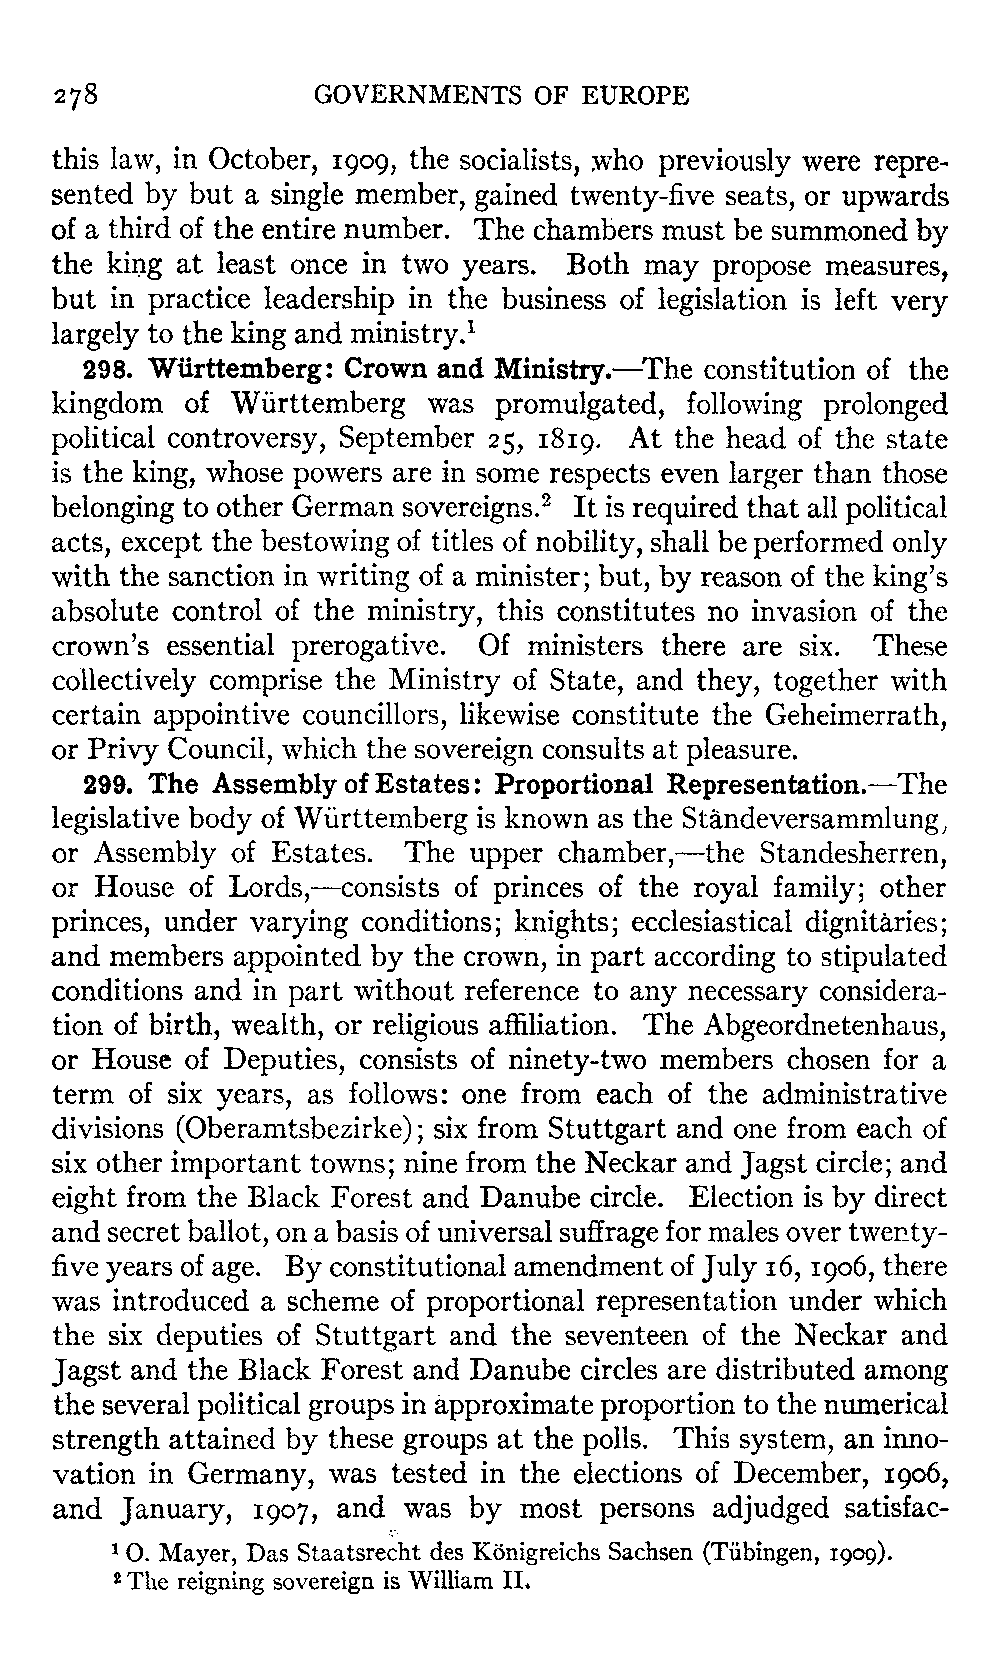 278 GOVERNMENTS OF EUROPE
this law, in October, 1909, the socialists, who previously were repre-
sented by but a single member, gained twenty-five seats, or upwards
of a third of the entire number. The chambers must be summoned by
the king at least once in two years. Both may propose measures,
but in practice leadership in the business of legislation is left very
largely to the king and ministry.¹
298. Württemberg: Crown and Ministry.—The constitution of the
kingdom of Württemberg was promulgated, following prolonged
political controversy, September 25, 1819. At the head of the state
is the king, whose powers are in some respects even larger than those
belonging to other German sovereigns.² It is required that all political
acts, except the bestowing of titles of nobility, shall be performed only
with the sanction in writing of a minister; but, by reason of the king's
absolute control of the ministry, this constitutes no invasion of the
crown's essential prerogative. Of ministers there are six. These
collectively comprise the Ministry of State, and they, together with
certain appointive councillors, likewise constitute the Geheimerrath,
or Privy Council, which the sovereign consults at pleasure.
299. The Assembly of Estates: Proportional Representation.—The
legislative body of Württemberg is known as the Ständeversammlung,
or Assembly of Estates. The upper chamber,—the Standesherren,
or House of Lords,—consists of princes of the royal family; other
princes, under varying conditions; knights; ecclesiastical dignitaries;
and members appointed by the crown, in part according to stipulated
conditions and in part without reference to any necessary considera-
tion of birth, wealth, or religious affiliation. The Abgeordnetenhaus,
or House of Deputies, consists of ninety-two members chosen for a
term of six years, as follows: one from each of the administrative
divisions (Oberamtsbezirke); six from Stuttgart and one from each of
six other important towns; nine from the Neckar and Jagst circle; and
eight from the Black Forest and Danube circle. Election is by direct
and secret ballot, on a basis of universal suffrage for males over twenty-
five years of age. By constitutional amendment of July 16, 1906, there
was introduced a scheme of proportional representation under which
the six deputies of Stuttgart and the seventeen of the Neckar and
Jagst and the Black Forest and Danube circles are distributed among
the several political groups in approximate proportion to the numerical
strength attained by these groups at the polls. This system, an inno-
vation in Germany, was tested in the elections of December, 1906,
and January, 1907, and was by most persons adjudged satisfac-
¹ O. Mayer, Das Staatsrecht des Königreichs Sachsen (Tübingen, 1909).
² The reigning sovereign is William II.